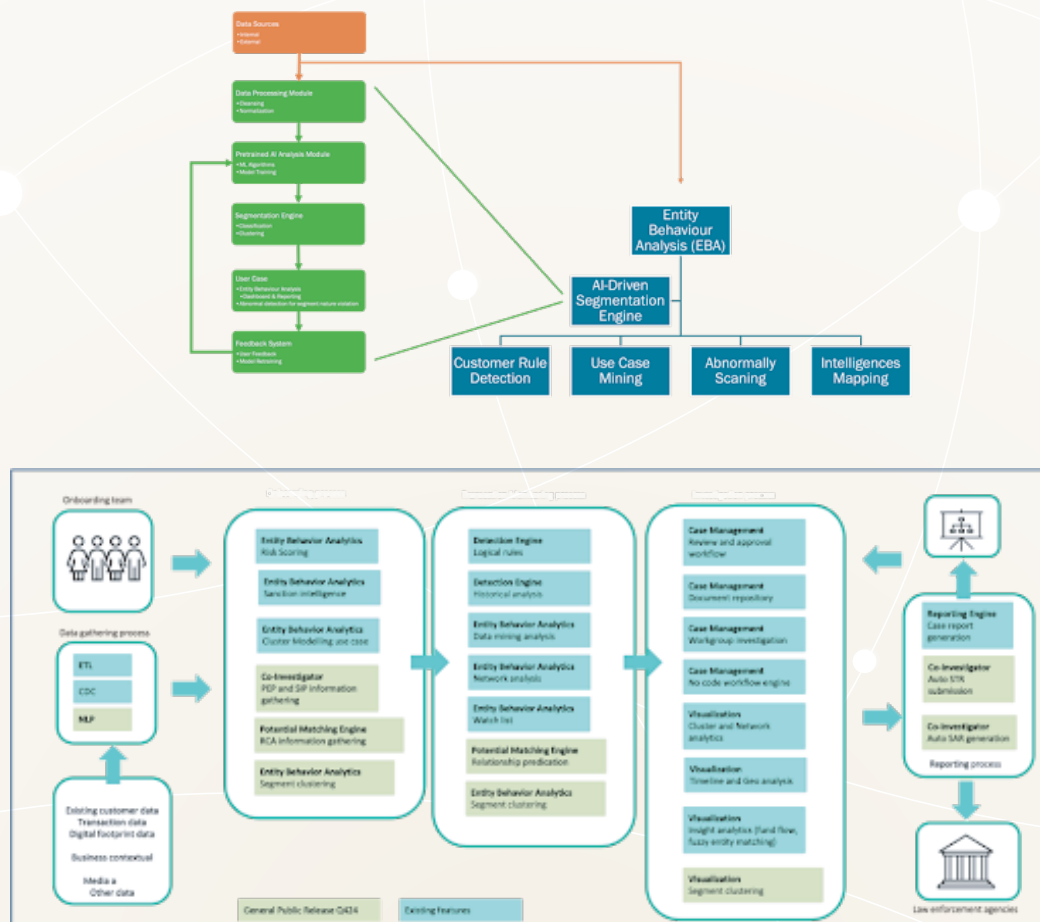 Data Sources
•Internal
•External
Data Processing Module
•Cleansing
•Normalization
Pretrained AI Analysis Module
•ML Algorithms
•Model Training
Segmentation Engine
•Classification
•Clustering
User Case
•Entity Behaviour Analysis
•Dashboard & Reporting
•Abnormal detection for segment nature violation
Feedback System
•User Feedback
•Model Retraining
Entity
Behaviour
Analysis (EBA)
AI-Driven
Segmentation
Engine
Customer Rule
Detection
Use Case
Mining
Abnormally
Scaning
Intelligences
Mapping
Onboarding team
Data gathering process
ETL
CDC
NLP
Existing customer data
Transaction data
Digital footprint data
Business contextual
Media a
Other data
Entity Behavior Analytics
Risk Scoring
Entity Behavior Analytics
Sanction intelligence
Entity Behavior Analytics
Cluster Modelling use case
Co-Investigator
PEP and SIP information
gathering
Potential Matching Engine
RCA information gathering
Entity Behavior Analytics
Segment clustering
Detection Engine
Logical rules
Detection Engine
Historical analysis
Entity Behavior Analytics
Data mining analysis
Entity Behavior Analytics
Network analysis
Entity Behavior Analytics
Watch list
Potential Matching Engine
Relationship predication
Entity Behavior Analytics
Segment clustering
Case Management
Review and approval
workflow
Case Management
Document repository
Case Management
Workgroup investigation
Case Management
No code workflow engine
Visualization
Cluster and Network
analytics
Visualization
Timeline and Geo analysis
Visualization
Insight analytics (fund flow,
fuzzy entity matching)
Visualization
Segment clustering
Reporting Engine
Case report
generation
Co-Investigator
Auto STR
submission
Co-Investigator
Auto SAR generation
Reporting process
Law enforcement agencies
General Public Release Q424
Existing features